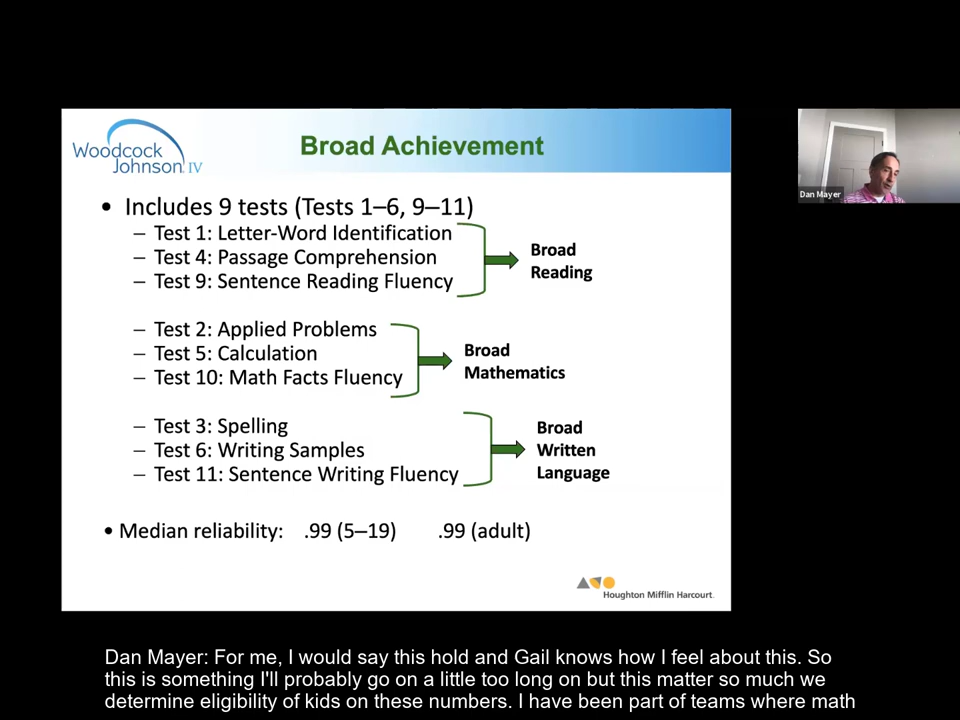 Woodcock
Johnson IV
Broad Achievement
Dan Mayer
• Includes 9 tests (Tests 1–6, 9–11)
– Test 1: Letter-Word Identification
– Test 4: Passage Comprehension
– Test 9: Sentence Reading Fluency
Broad
Reading
– Test 2: Applied Problems
– Test 5: Calculation
– Test 10: Math Facts Fluency
Broad
Mathematics
– Test 3: Spelling
– Test 6: Writing Samples
– Test 11: Sentence Writing Fluency
Broad
Written
Language
• Median reliability: .99 (5–19) .99 (adult)
Houghton Mifflin Harcourt
Dan Mayer: For me, I would say this hold and Gail knows how I feel about this. So
this is something I'll probably go on a little too long on but this matter so much we
determine eligibility of kids on these numbers. I have been part of teams where math